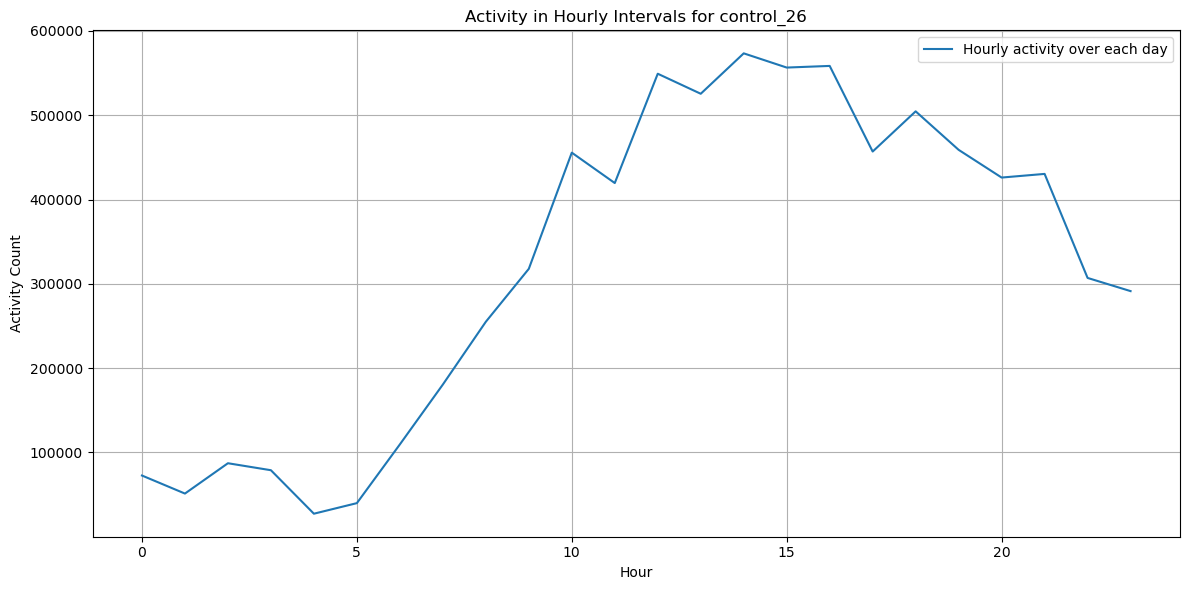 Activity in Hourly Intervals for control_26
Hourly activity over each day
600000
500000
400000
300000
200000
100000
Activity Count
0 5 10 15 20
Hour